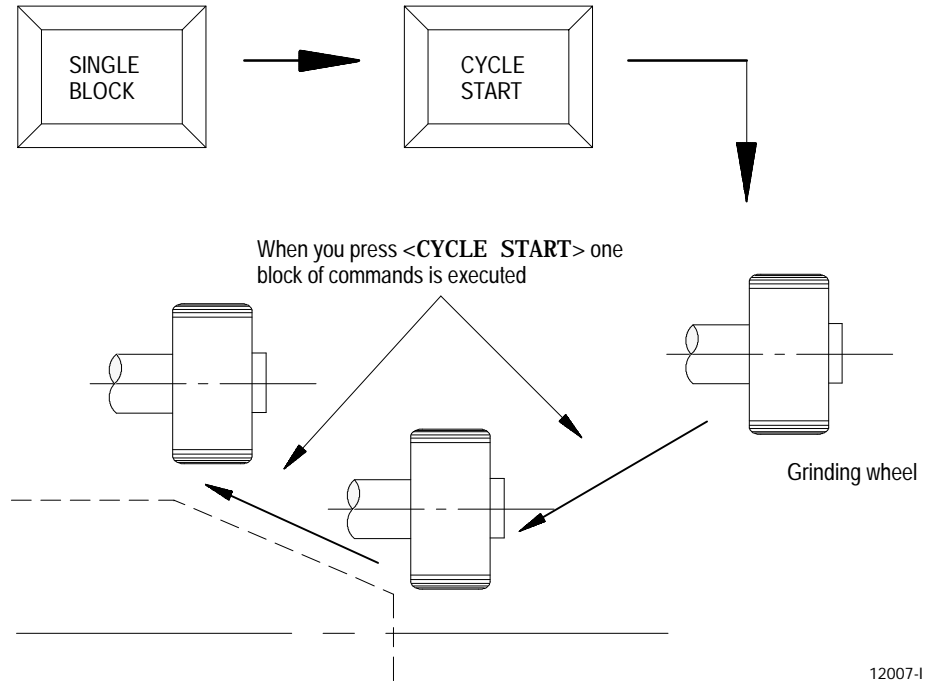 SINGLE
BLOCK
CYCLE
START
When you press <CYCLE START> one
block of commands is executed
Grinding wheel
12007-I